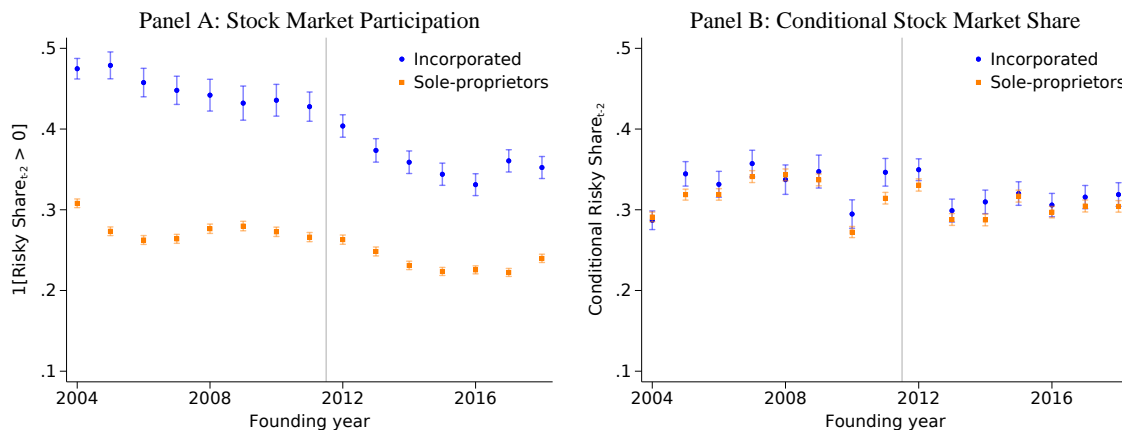 Panel A: Stock Market Participation
.5
.4
.3
.2
.1
1[Risky Share t-2 > 0]
Incorporated
Sole-proprietors
2004
2008
2012
2016
Founding year
Panel B: Conditional Stock Market Share
.5
.4
.3
.2
.1
Conditional Risky Share t-2
Incorporated
Sole-proprietors
2004
2008
2012
2016
Founding year